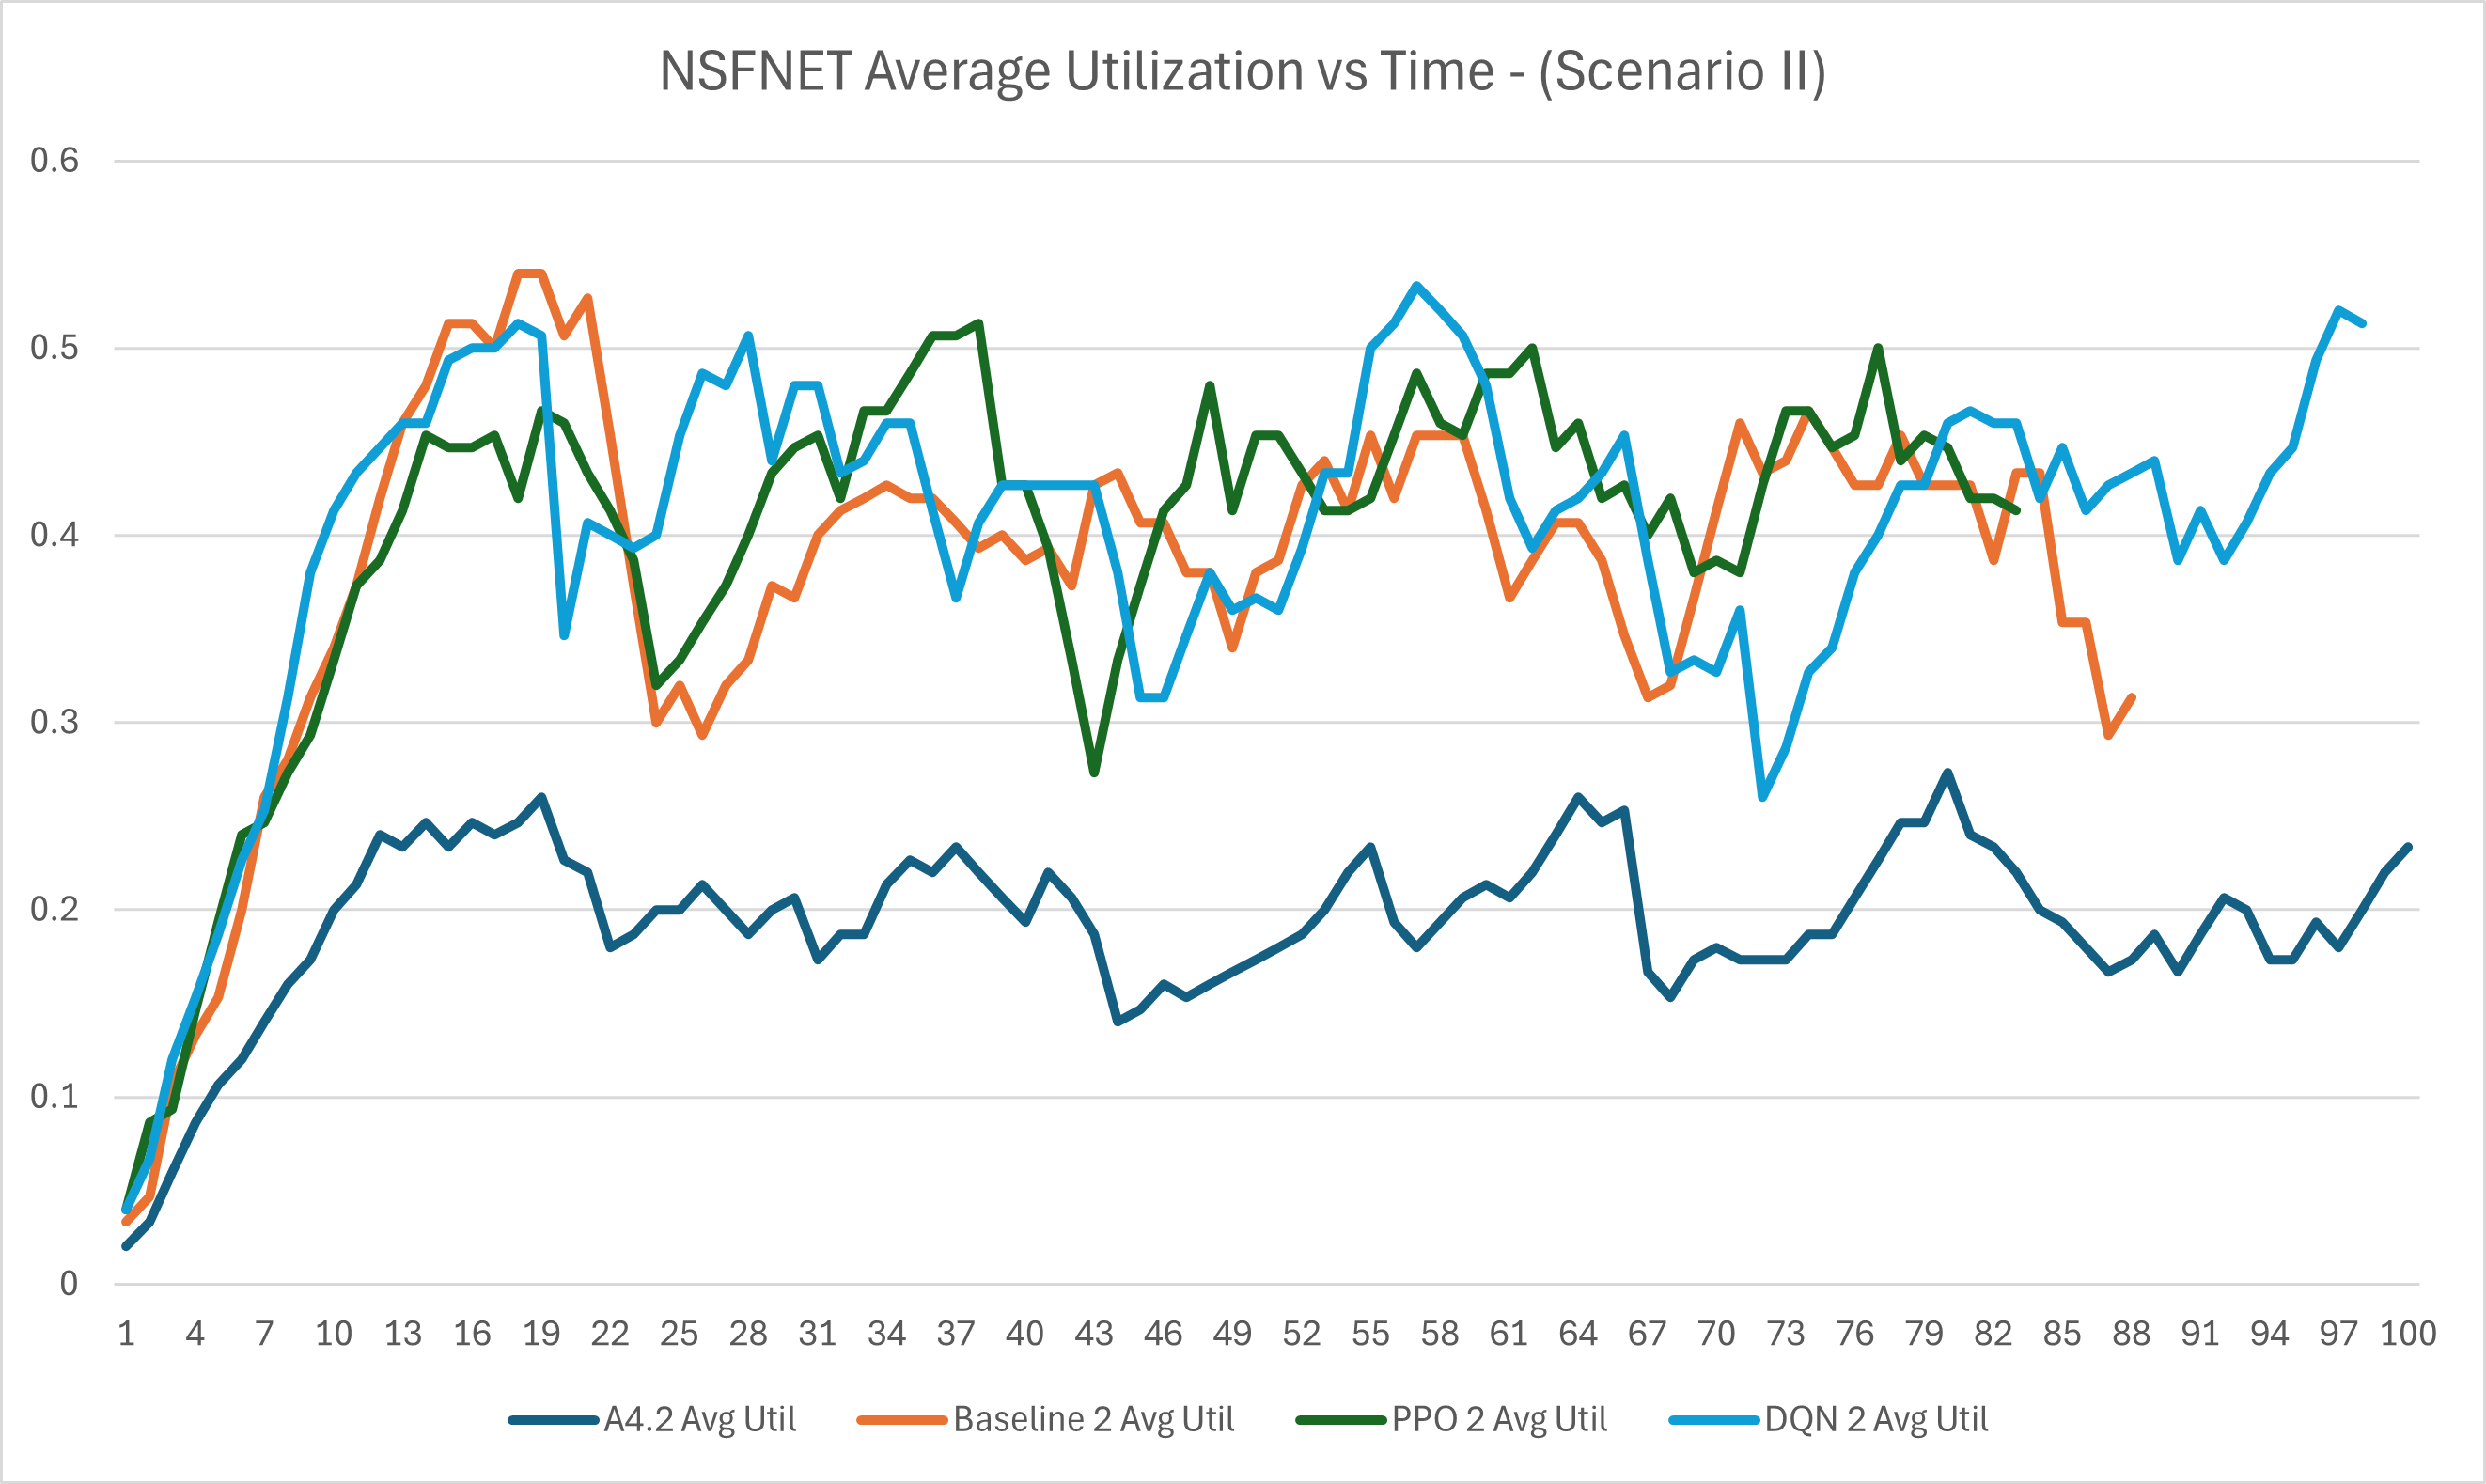 NSFNET Average Utilization vs Time - (Scenario II)
0.6
0.5
0.4
0.3
0.2
0.1
0
1 4 7 10 13 16 19 22 25 28 31 34 37 40 43 46 49 52 55 58 61 64 67 70 73 76 79 82 85 88 91 94 97 100
A4.2 Avg Util Baseline 2 Avg Util PPO 2 Avg Util DQN 2 Avg Util